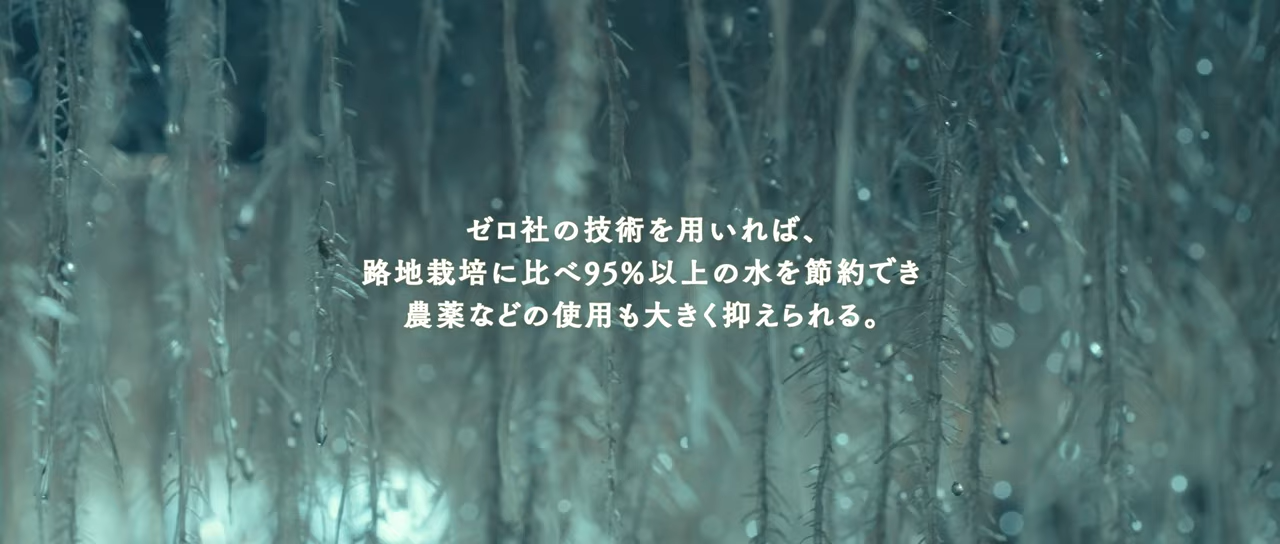 ゼロ社の技術を用いれば、
路地栽培に比べ95%以上の水を節約でき
農薬などの使用も大きく抑えられる。